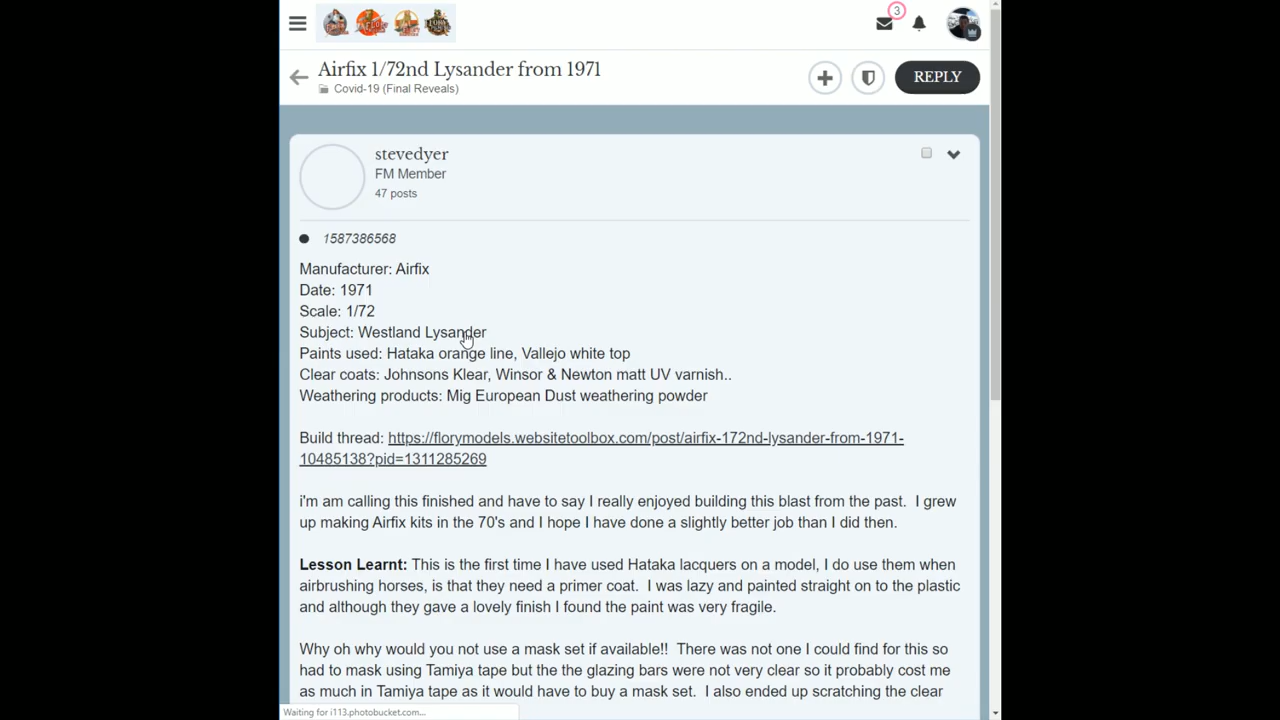 3
Airfix 1/72nd Lysander from 1971
Covid-19 (Final Reveals)
REPLY
stevedyer
FM Member
47 posts
1587386568
Manufacturer: Airfix
Date: 1971
Scale: 1/72
Subject: Westland Lysander
Paints used: Hataka orange line, Vallejo white top
Clear coats: Johnsons Klear, Winsor & Newton matt UV varnish..
Weathering products: Mig European Dust weathering powder
Build thread: https://florymodels.websitetoolbox.com/post/airfix-172nd-lysander-from-1971-
10485138?pid=1311285269
i'm am calling this finished and have to say I really enjoyed building this blast from the past.  I grew
up making Airfix kits in the 70's and I hope I have done a slightly better job than I did then.
Lesson Learnt: This is the first time I have used Hataka lacquers on a model, I do use them when
airbrushing horses, is that they need a primer coat.  I was lazy and painted straight on to the plastic
and although they gave a lovely finish I found the paint was very fragile.
Why oh why would you not use a mask set if available!!  There was not one I could find for this so
had to mask using Tamiya tape but the the glazing bars were not very clear so it probably cost me
as much in Tamiya tape as it would have to buy a mask set.  I also ended up scratching the clear
Waiting for i113.photobucket.com...